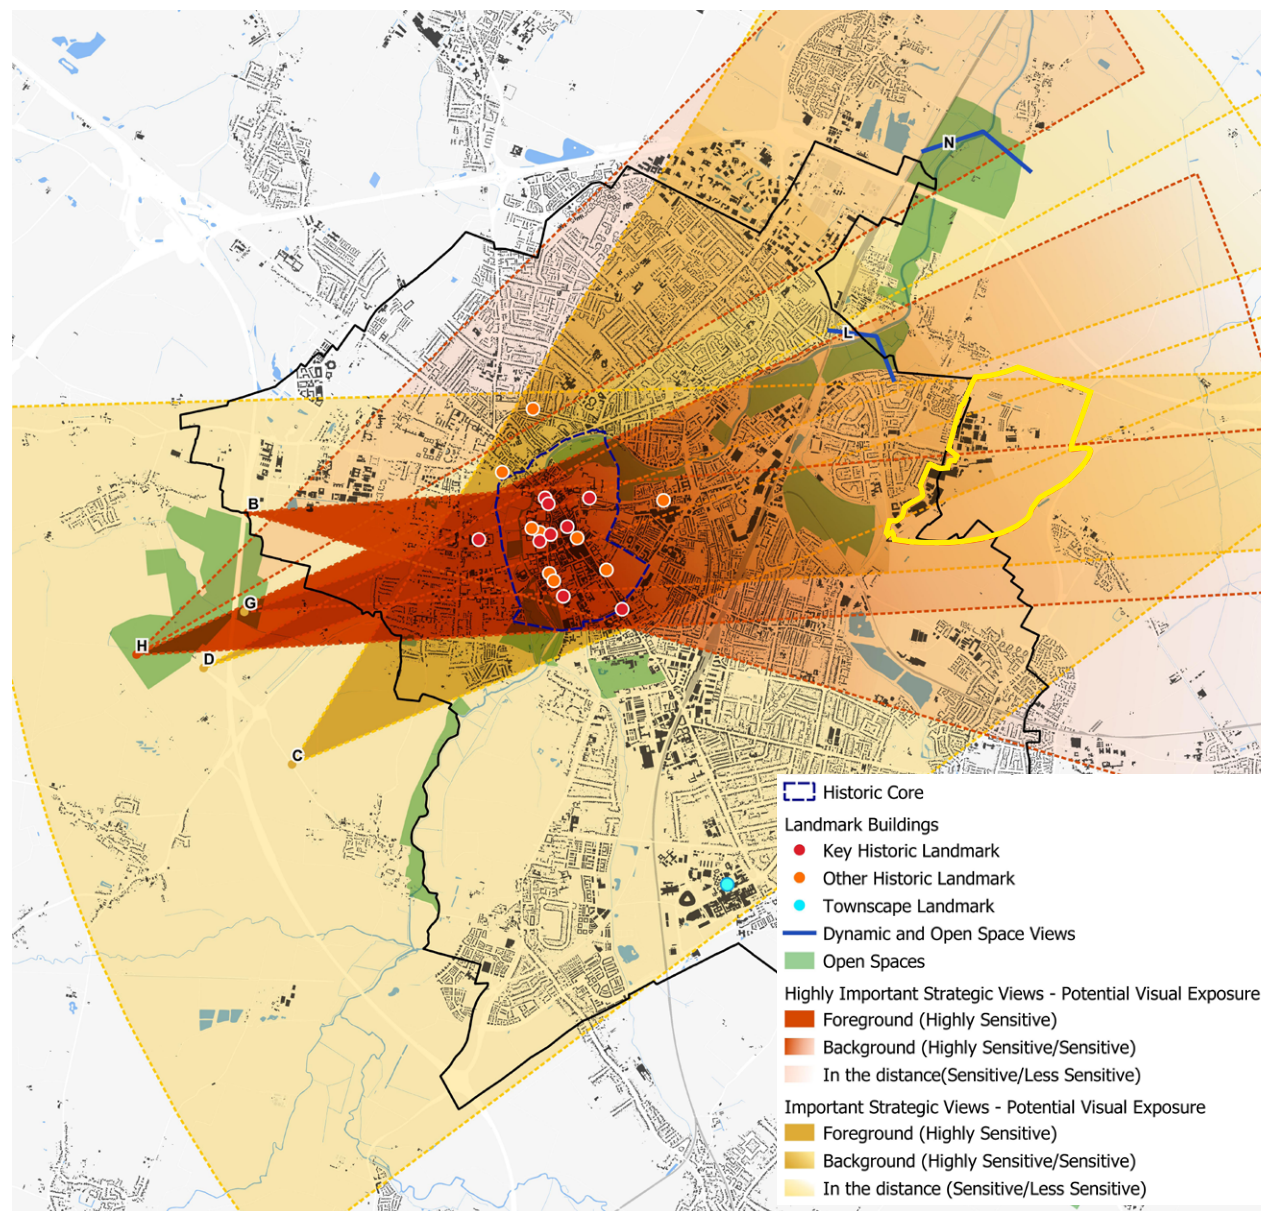 N
L
B
G
H
D
C
Historic Core
Landmark Buildings
Key Historic Landmark
Other Historic Landmark
Townscape Landmark
Dynamic and Open Space Views
Open Spaces
Highly Important Strategic Views - Potential Visual Exposure
Foreground (Highly Sensitive)
Background (Highly Sensitive/Sensitive)
In the distance(Sensitive/Less Sensitive)
Important Strategic Views - Potential Visual Exposure
Foreground (Highly Sensitive)
Background (Highly Sensitive/Sensitive)
In the distance (Sensitive/Less Sensitive)